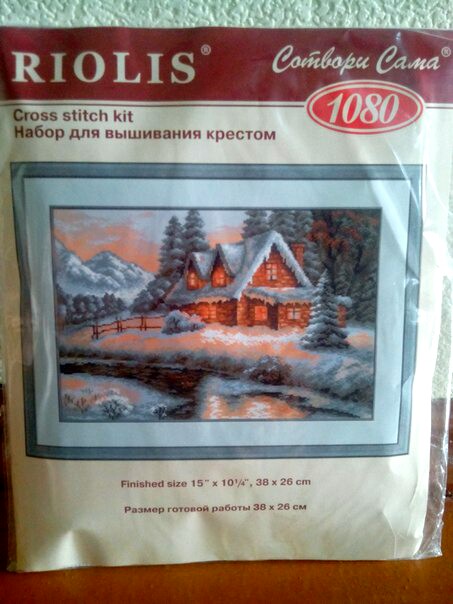 RIOLIS®
Сотвори Сама®
1080
Cross stitch kit
Набор для вышивания крестом
Finished size 15" x 10¼", 38 x 26 cm
Размер готовой работы 38 x 26 см